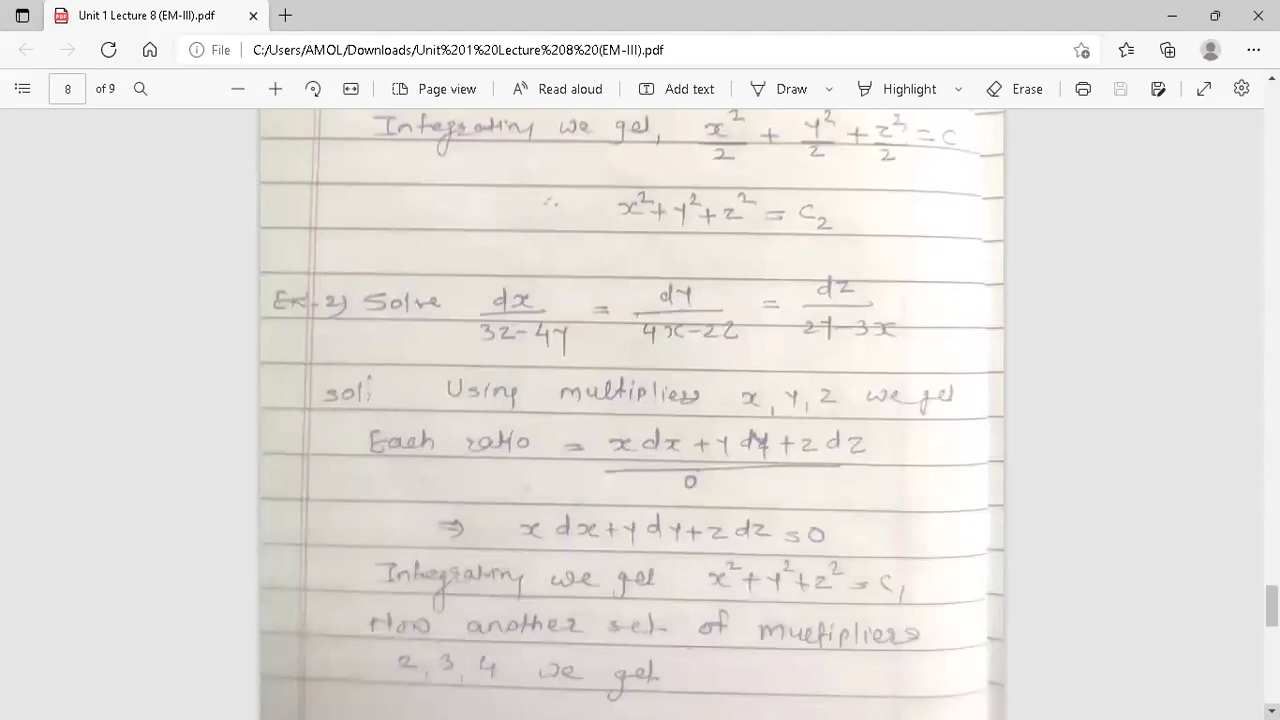 Unit 1 Lecture 8 (EM-III).pdf
File C:/Users/AMOL/Downloads/Unit%201%20Lecture%208%20(EM-III).pdf
8 of 9 Page view Read aloud Add text Draw Highlight Erase
Integrating we get, x²/2 + y²/2 + z²/2 = C
∴ x²+y²+z² = C₂
Ex-2) Solve dx/(3z-4y) = dy/(4x-2z) = dz/(2y-3x)
sol: Using multipliers x, y, z we get
Each ratio = (x dx + y dy + z dz)/0
⇒ x dx + y dy + z dz = 0
Integrating we get x²+y²+z² = C₁
Now another set of multipliers
2, 3, 4 we get